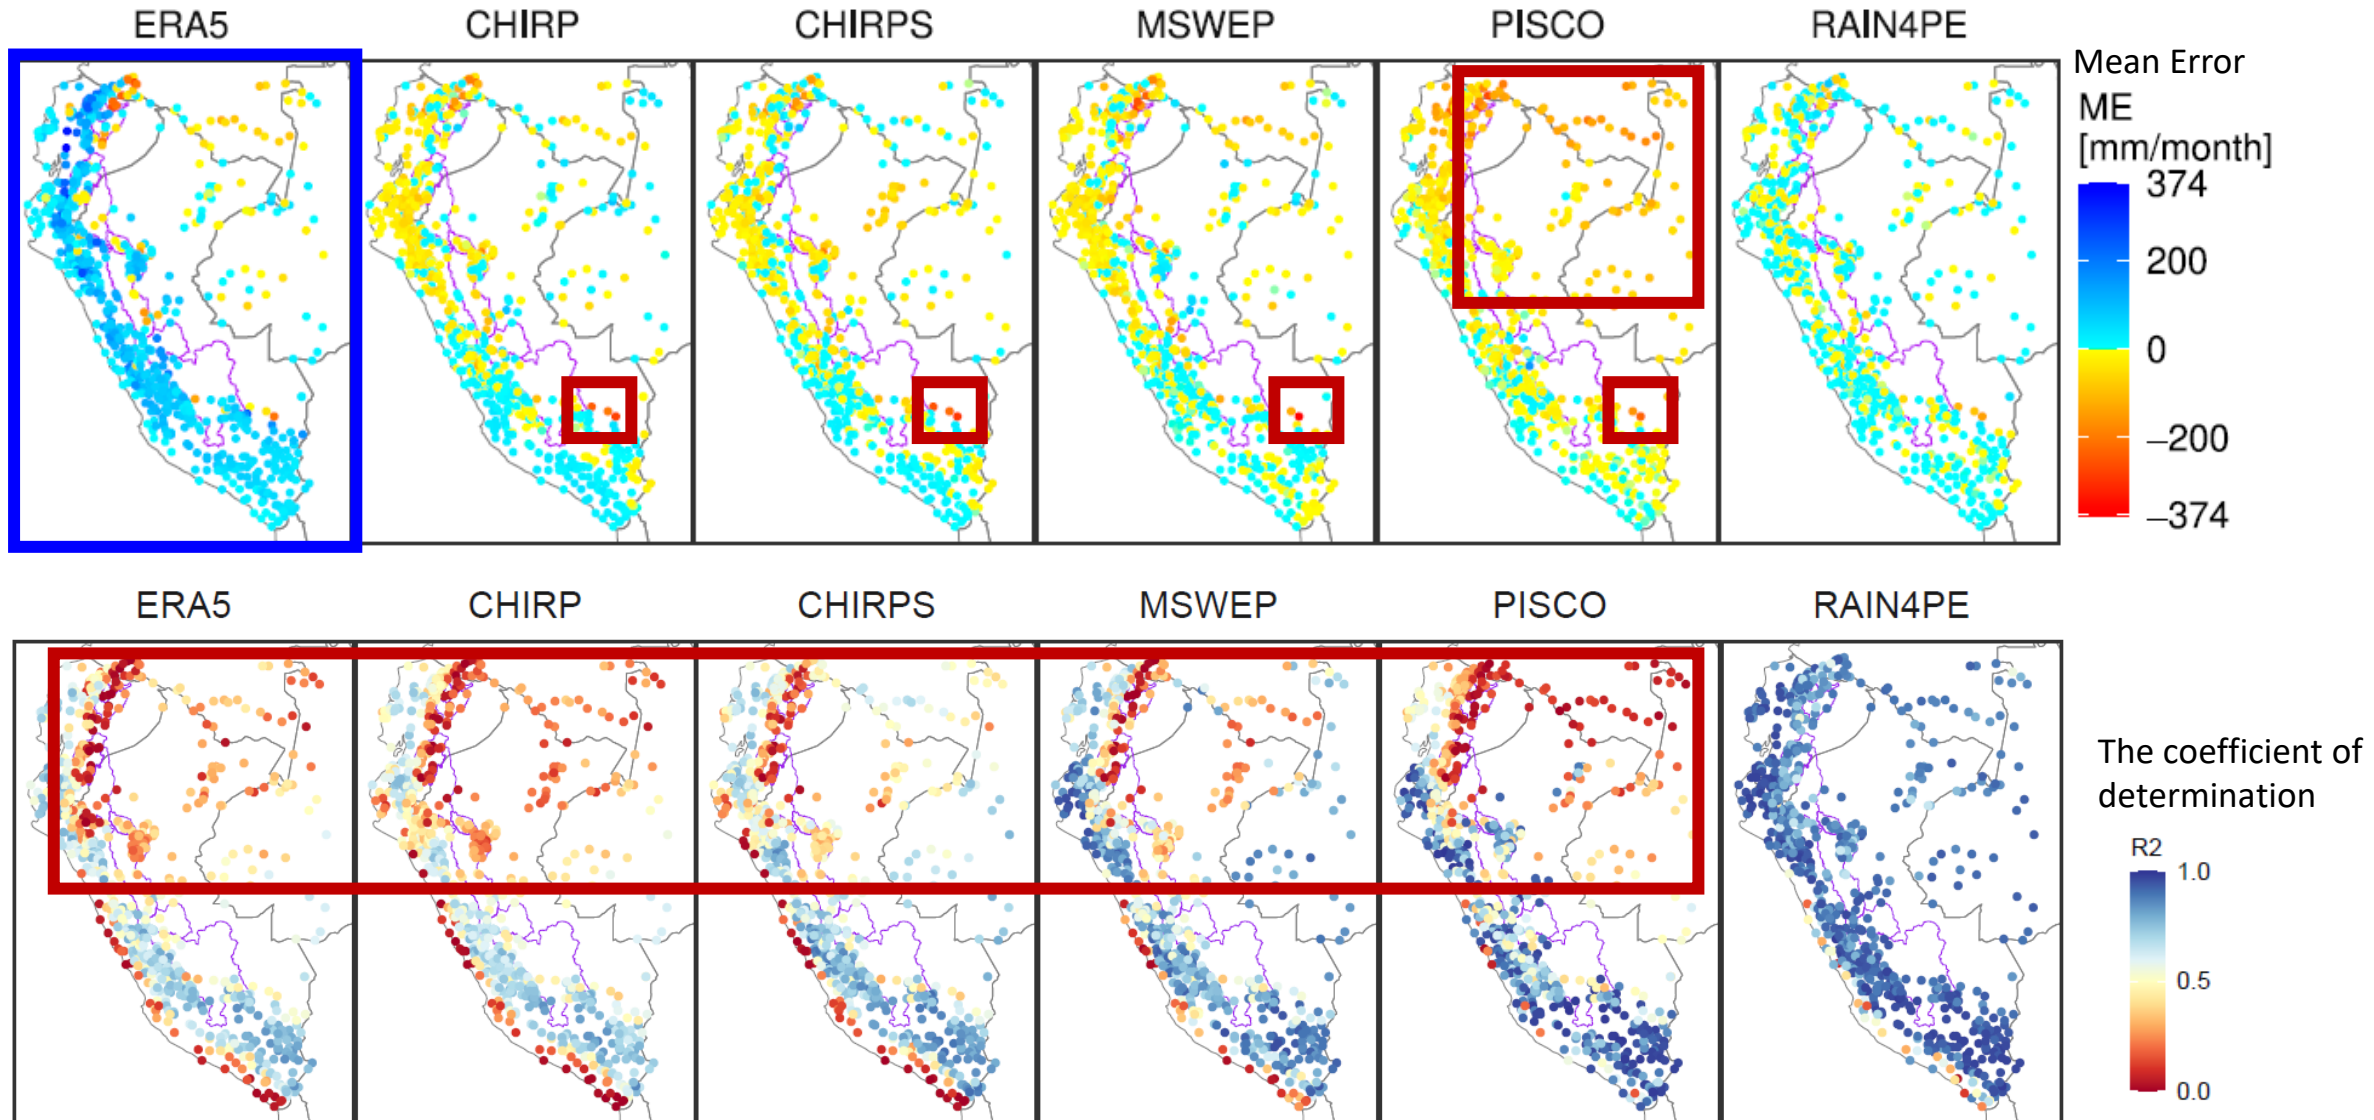 ERA5 CHIRP CHIRPS MSWEP PISCO RAIN4PE
Mean Error
ME
[mm/month]
374
200
0
−200
−374
ERA5 CHIRP CHIRPS MSWEP PISCO RAIN4PE
The coefficient of
determination
R2
1.0
0.5
0.0